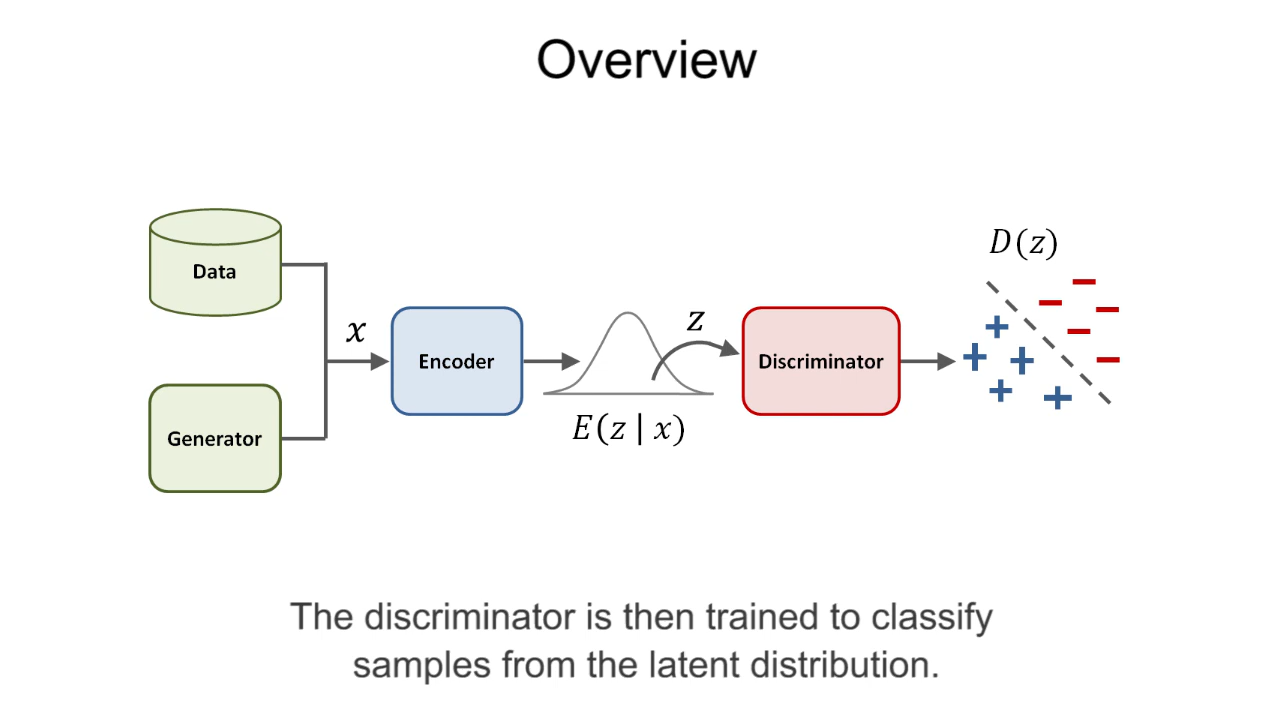 Overview
Data
Generator
x
Encoder
E(z | x)
z
Discriminator
D(z)
The discriminator is then trained to classify
samples from the latent distribution.